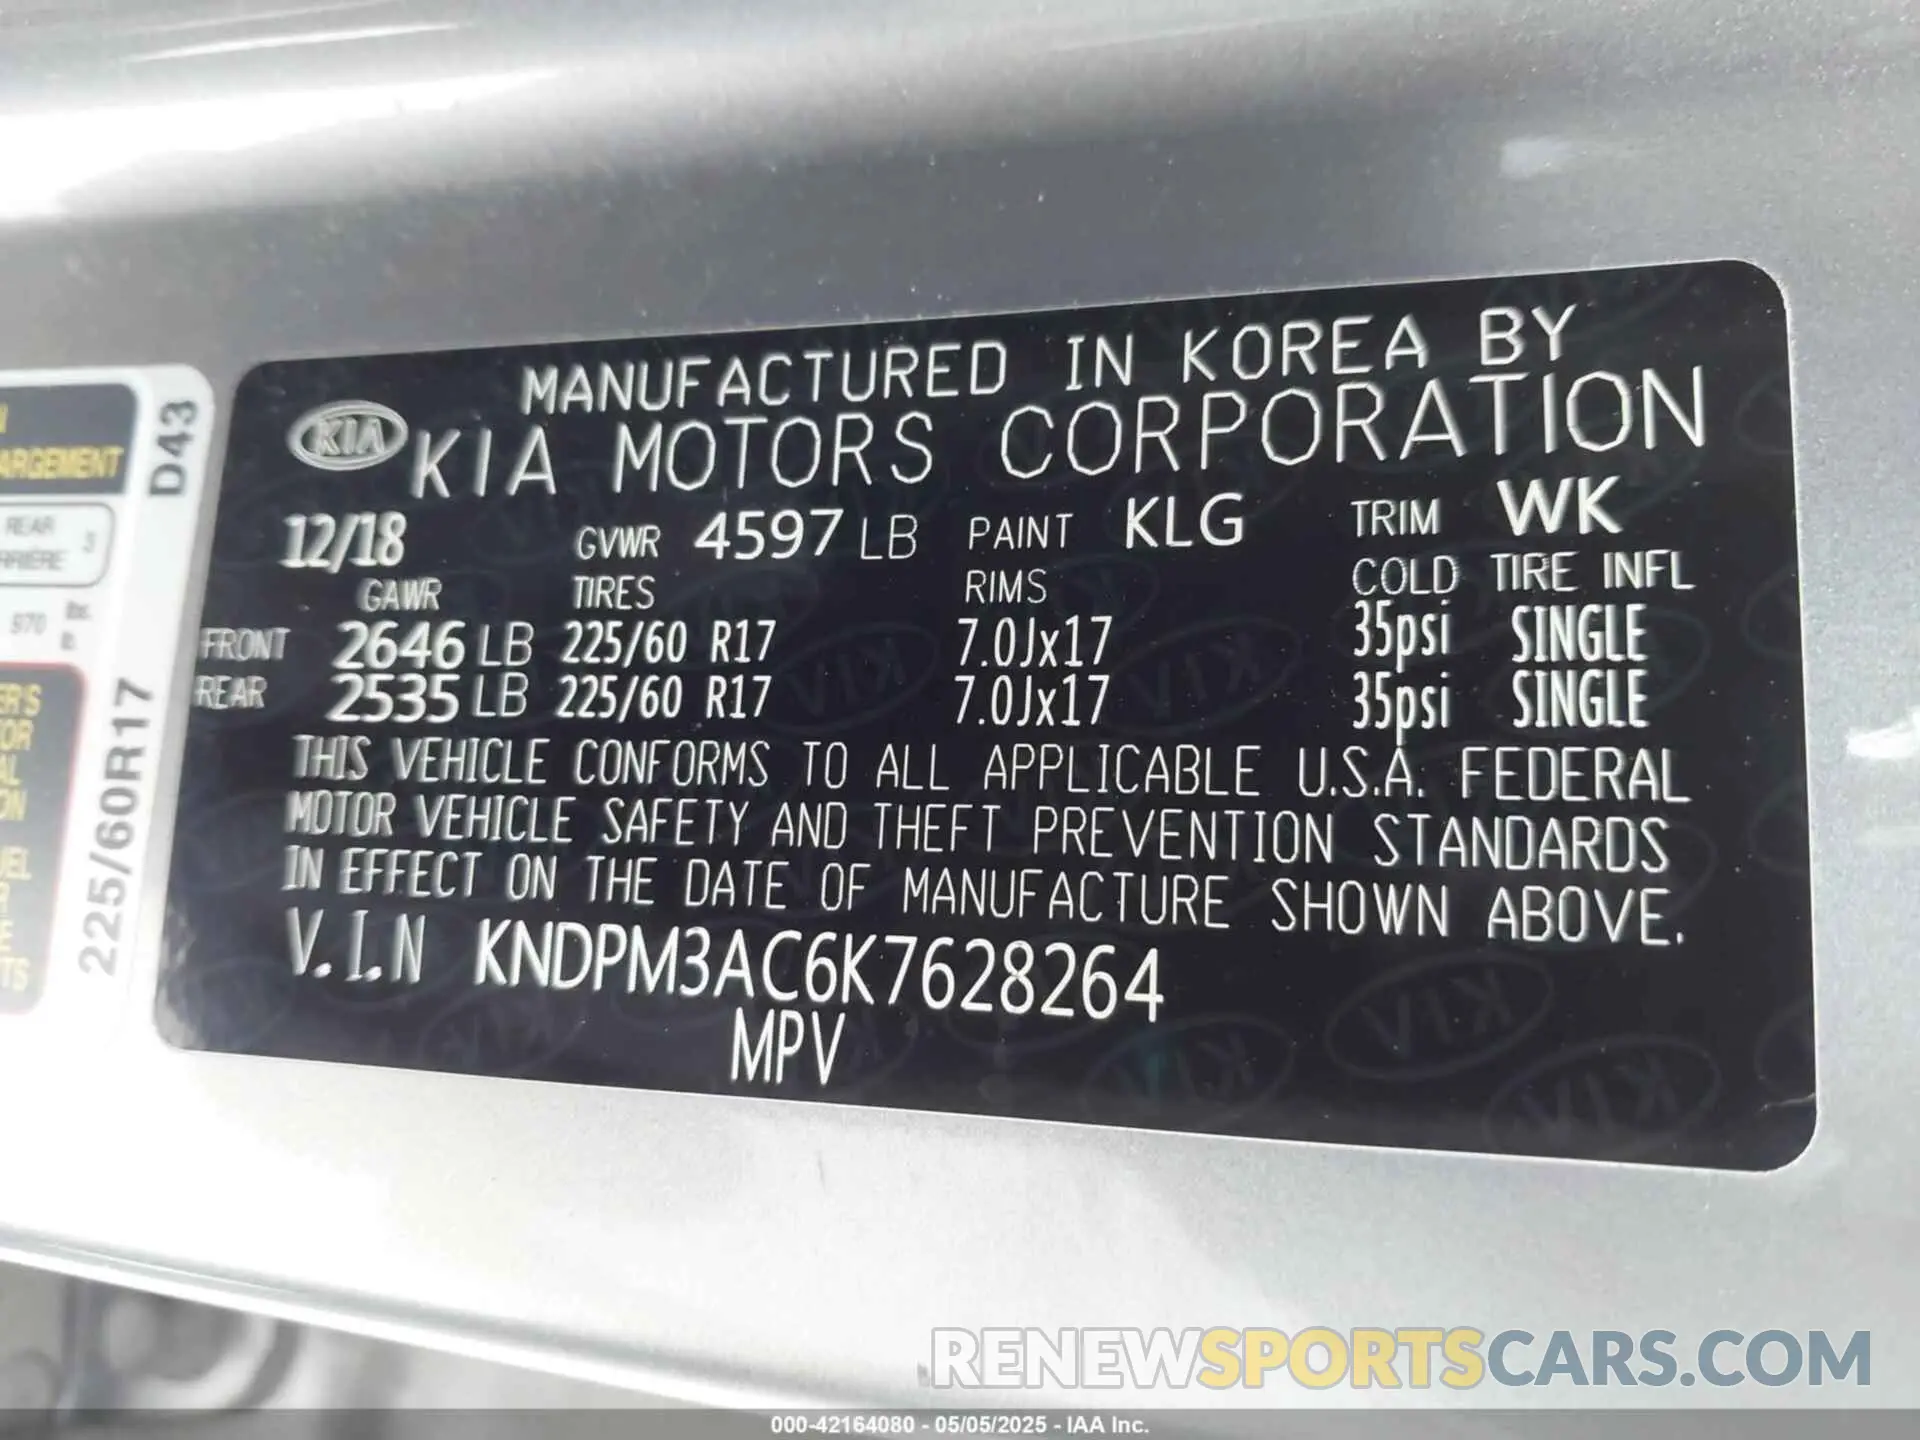 MANUFACTURED IN KOREA BY
KIA KIA MOTORS CORPORATION
12/18 GVWR 4597 LB PAINT KLG TRIM WK
GAWR TIRES RIMS COLD TIRE INFL
FRONT 2646 LB 225/60 R17 7.0Jx17 35psi SINGLE
REAR 2535 LB 225/60 R17 7.0Jx17 35psi SINGLE
THIS VEHICLE CONFORMS TO ALL APPLICABLE U.S.A. FEDERAL
MOTOR VEHICLE SAFETY AND THEFT PREVENTION STANDARDS
IN EFFECT ON THE DATE OF MANUFACTURE SHOWN ABOVE.
V.I.N KNDPM3AC6K7628264
MPV
D43
225/60R17
REAR
970
RENEWSPORTSCARS.COM
000-42164080 - 05/05/2025 - IAA Inc.